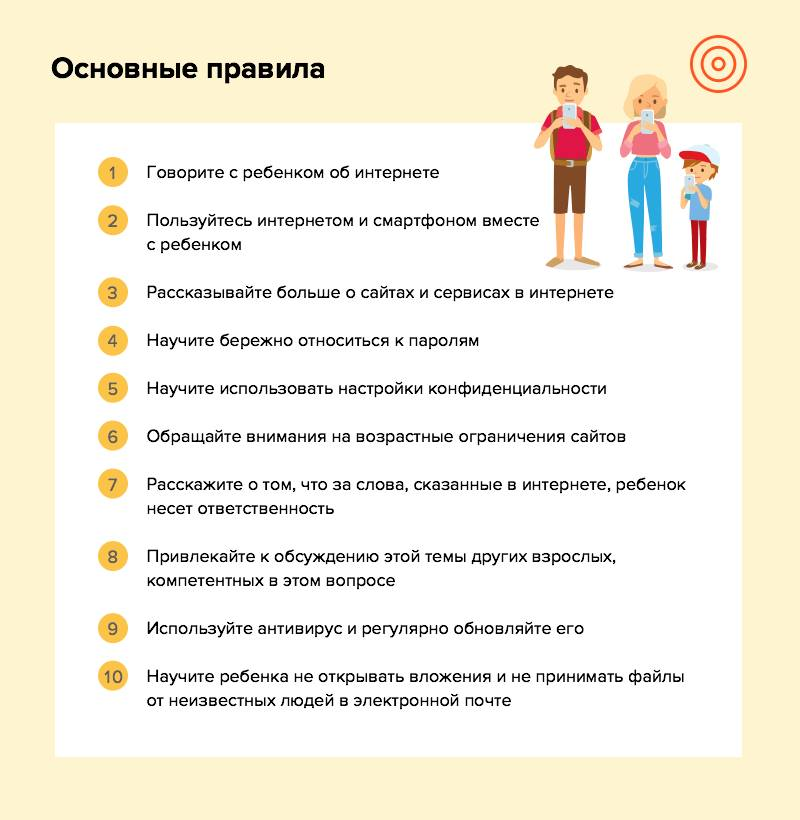 Основные правила
1 Говорите с ребенком об интернете
2 Пользуйтесь интернетом и смартфоном вместе
с ребенком
3 Рассказывайте больше о сайтах и сервисах в интернете
4 Научите бережно относиться к паролям
5 Научите использовать настройки конфиденциальности
6 Обращайте внимания на возрастные ограничения сайтов
7 Расскажите о том, что за слова, сказанные в интернете, ребенок
несет ответственность
8 Привлекайте к обсуждению этой темы других взрослых,
компетентных в этом вопросе
9 Используйте антивирус и регулярно обновляйте его
10 Научите ребенка не открывать вложения и не принимать файлы
от неизвестных людей в электронной почте